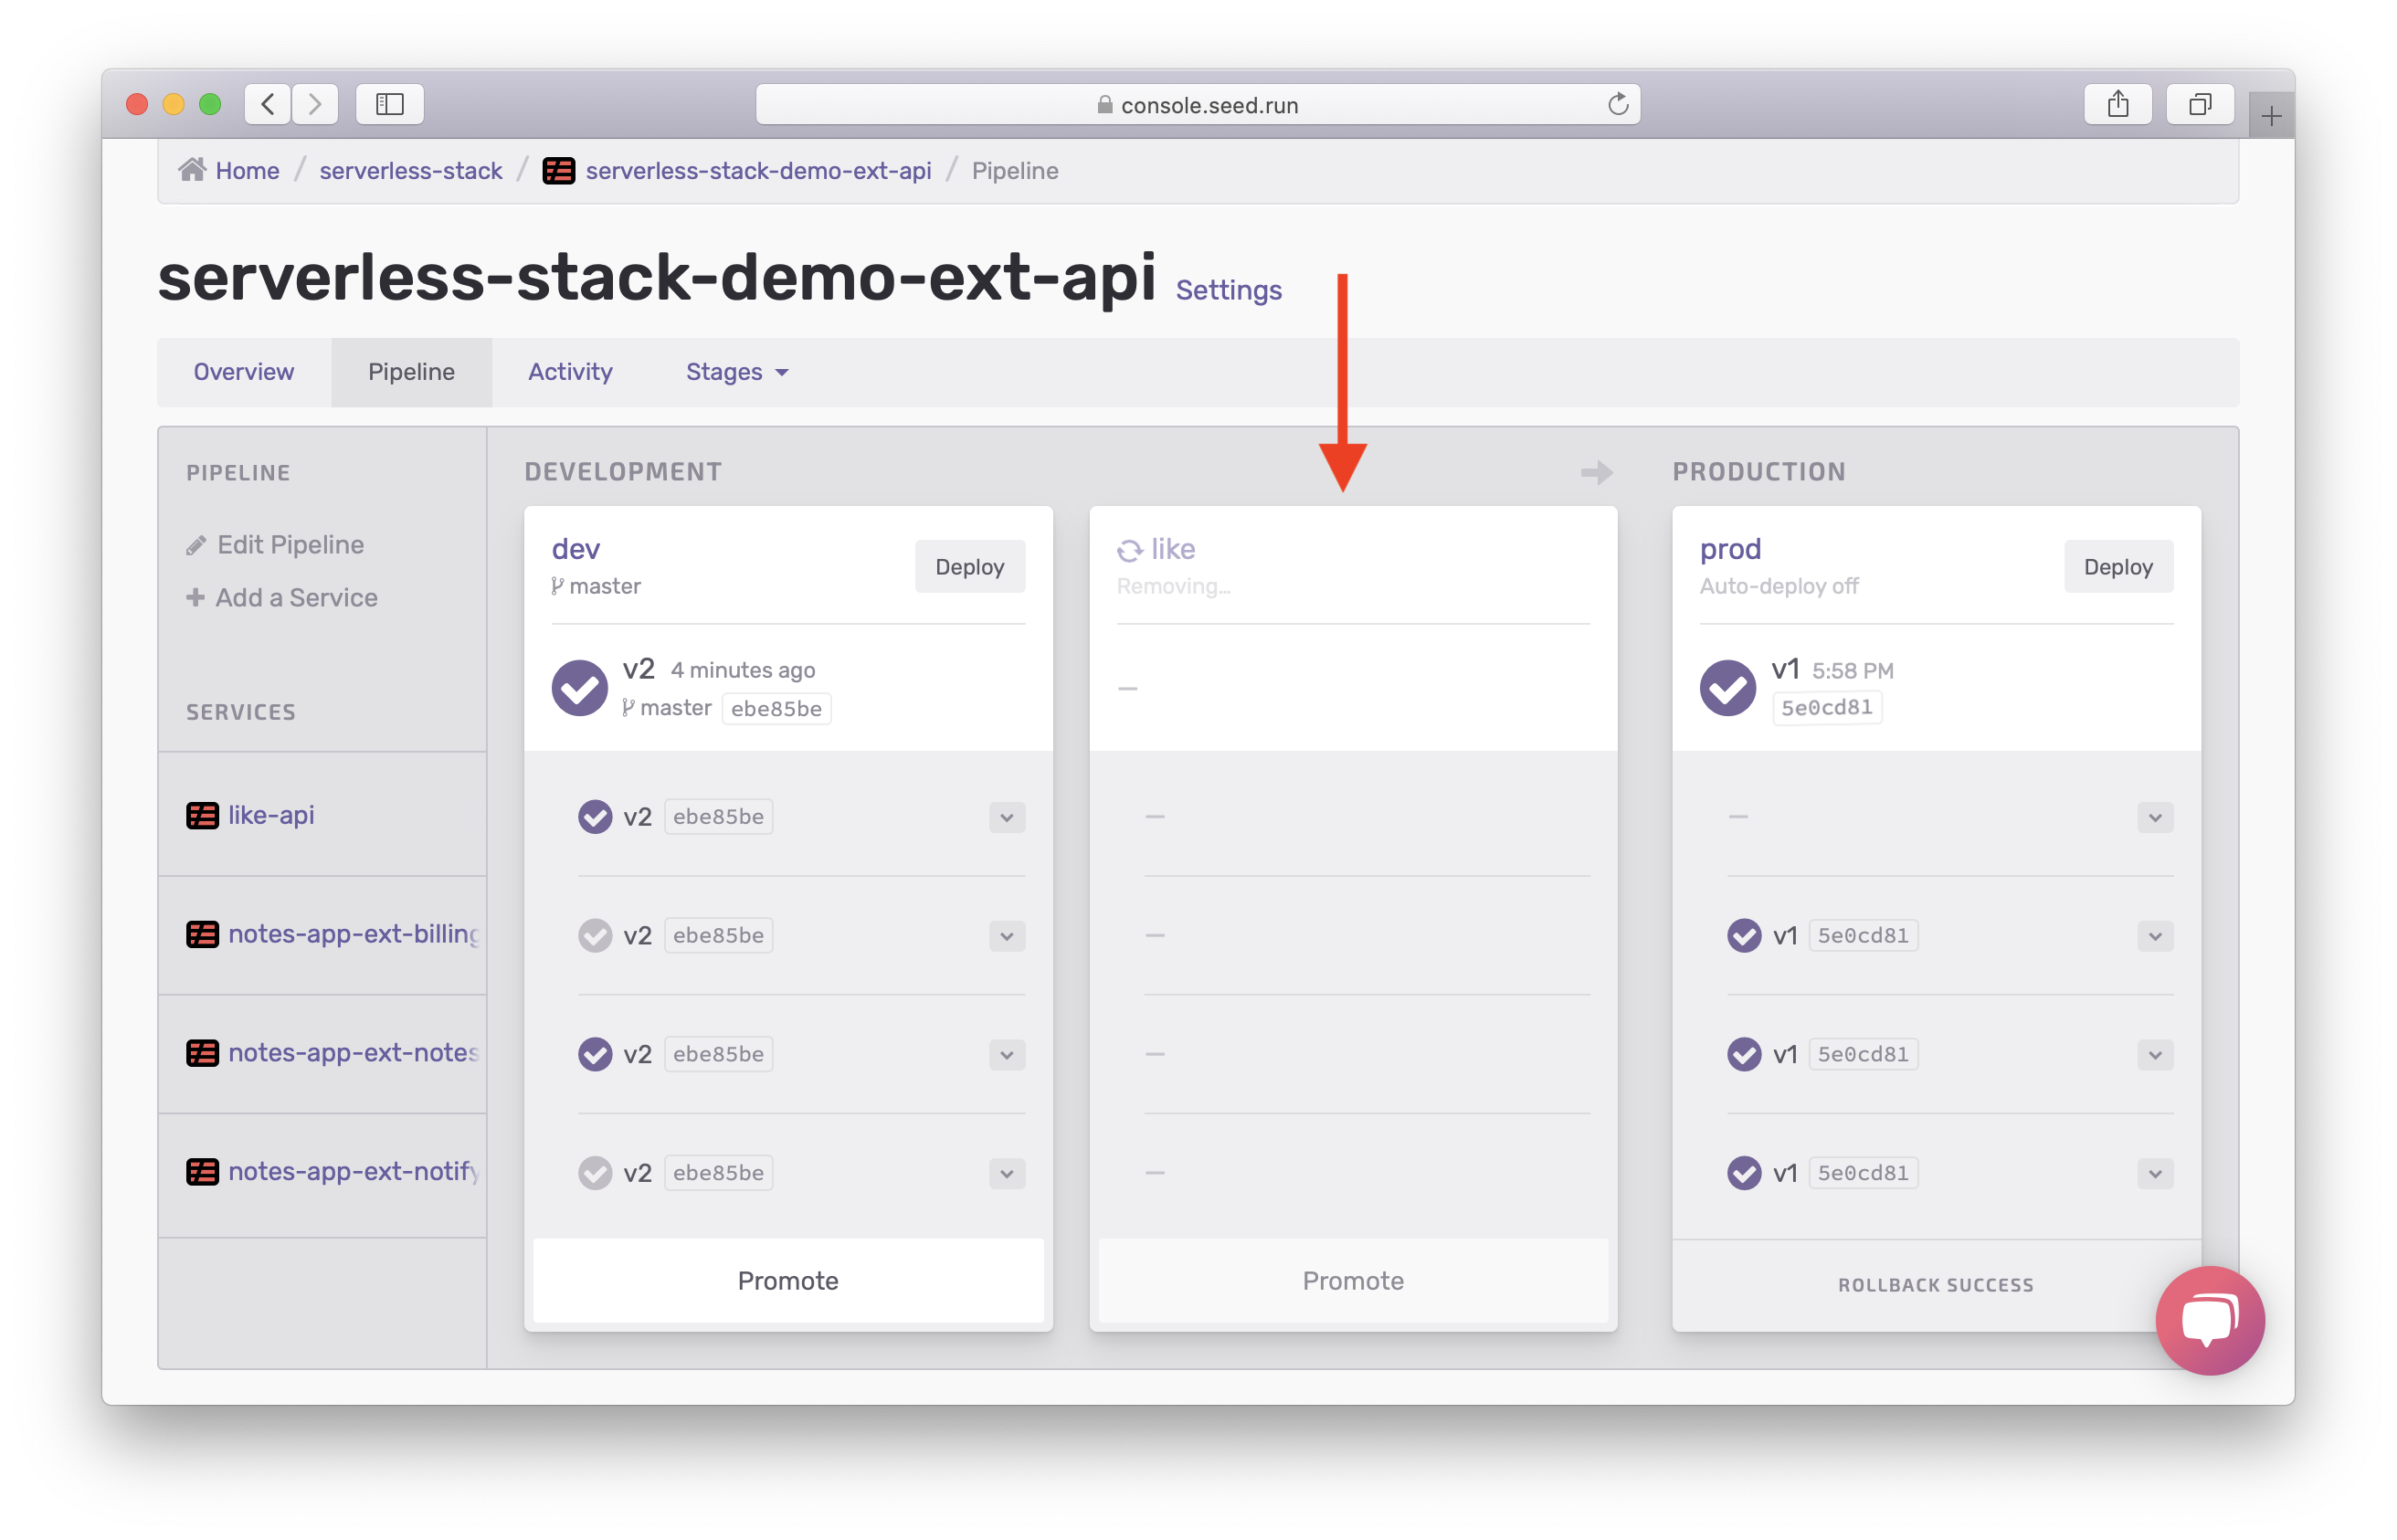 console.seed.run
Home / serverless-stack / serverless-stack-demo-ext-api / Pipeline
serverless-stack-demo-ext-api Settings
Overview Pipeline Activity Stages
PIPELINE
Edit Pipeline
Add a Service
SERVICES
like-api
notes-app-ext-billing
notes-app-ext-notes
notes-app-ext-notify
DEVELOPMENT
dev
master
Deploy
v2 4 minutes ago
master ebe85be
v2 ebe85be
v2 ebe85be
v2 ebe85be
v2 ebe85be
Promote
like
Removing...
–
–
–
–
–
Promote
PRODUCTION
prod
Auto-deploy off
Deploy
v1 5:58 PM
5e0cd81
–
v1 5e0cd81
v1 5e0cd81
v1 5e0cd81
ROLLBACK SUCCESS